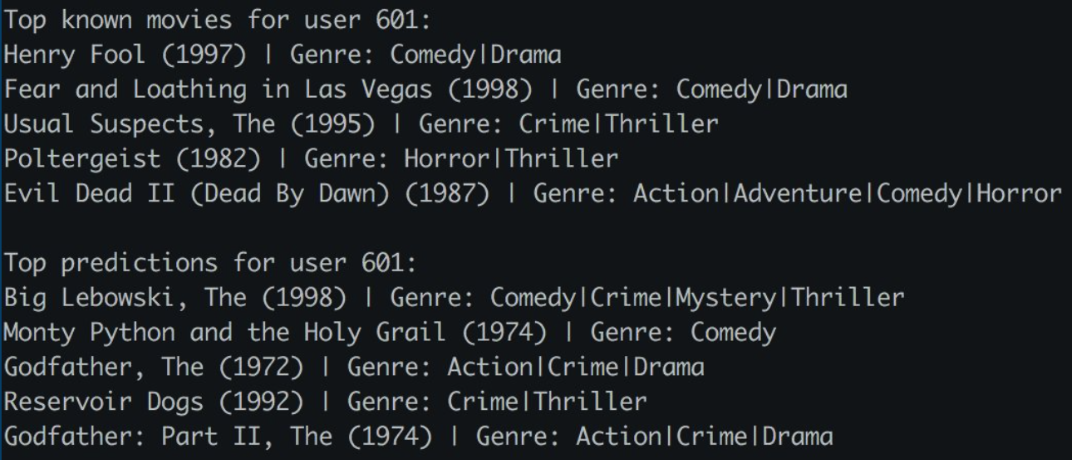 Top known movies for user 601:
Henry Fool (1997) | Genre: Comedy|Drama
Fear and Loathing in Las Vegas (1998) | Genre: Comedy|Drama
Usual Suspects, The (1995) | Genre: Crime|Thriller
Poltergeist (1982) | Genre: Horror|Thriller
Evil Dead II (Dead By Dawn) (1987) | Genre: Action|Adventure|Comedy|Horror
Top predictions for user 601:
Big Lebowski, The (1998) | Genre: Comedy|Crime|Mystery|Thriller
Monty Python and the Holy Grail (1974) | Genre: Comedy
Godfather, The (1972) | Genre: Action|Crime|Drama
Reservoir Dogs (1992) | Genre: Crime|Thriller
Godfather: Part II, The (1974) | Genre: Action|Crime|Drama